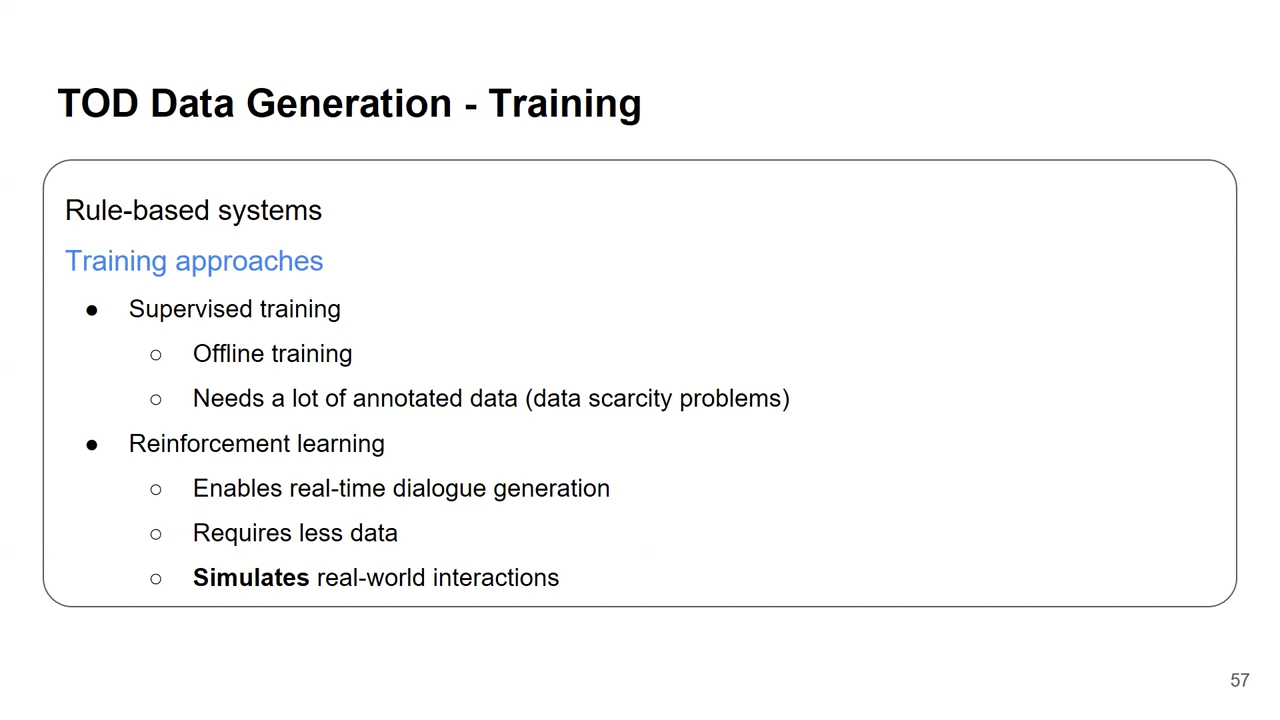 TOD Data Generation - Training
Rule-based systems
Training approaches
● Supervised training
○ Offline training
○ Needs a lot of annotated data (data scarcity problems)
● Reinforcement learning
○ Enables real-time dialogue generation
○ Requires less data
○ Simulates real-world interactions
57